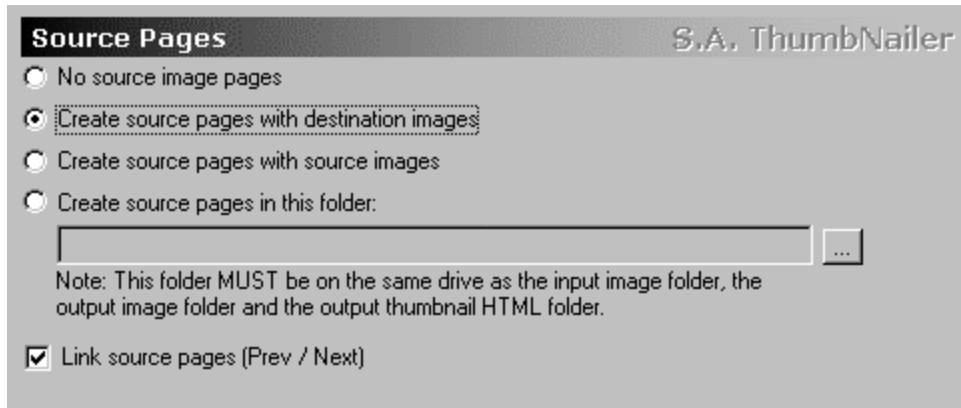 Source Pages S.A. ThumbNailer
No source image pages
Create source pages with destination images
Create source pages with source images
Create source pages in this folder:
...
Note: This folder MUST be on the same drive as the input image folder, the
output image folder and the output thumbnail HTML folder.
Link source pages (Prev / Next)